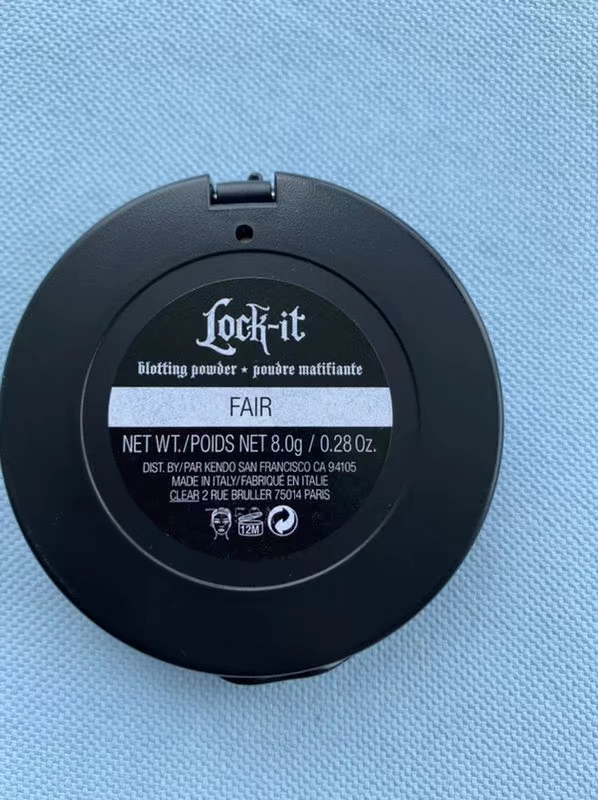 Lock-it
blotting powder ★ poudre matifiante
FAIR
NET WT./POIDS NET 8.0g / 0.28 Oz.
DIST. BY/PAR KENDO SAN FRANCISCO CA 94105
MADE IN ITALY/FABRIQUÉ EN ITALIE
CLEAR 2 RUE BRULLER 75014 PARIS
12M